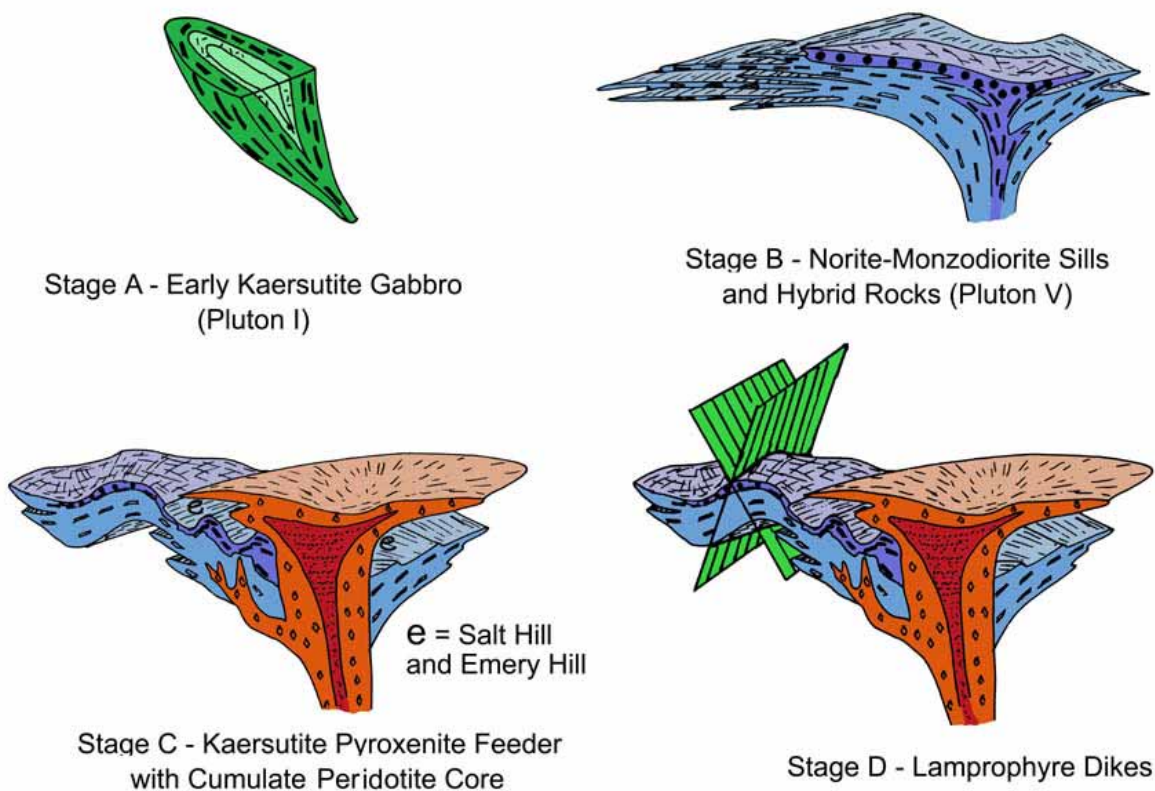 Stage A - Early Kaersutite Gabbro
(Pluton I)
Stage B - Norite-Monzodiorite Sills
and Hybrid Rocks (Pluton V)
e
e
e = Salt Hill
and Emery Hill
Stage C - Kaersutite Pyroxenite Feeder
with Cumulate Peridotite Core
Stage D - Lamprophyre Dikes